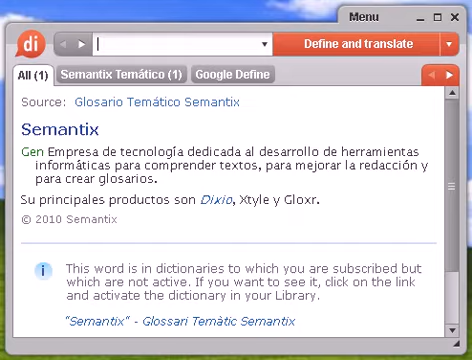 Menu
di
Define and translate
All (1)
Semantix Temático (1)
Google Define
Source: Glosario Temático Semantix
Semantix
Gen Empresa de tecnología dedicada al desarrollo de herramientas
informáticas para comprender textos, para mejorar la redacción y
para crear glosarios.
Su principales productos son Dixio, Xtyle y Gloxr.
© 2010 Semantix
i
This word is in dictionaries to which you are subscribed but
which are not active. If you want to see it, click on the link
and activate the dictionary in your Library.
"Semantix" - Glossari Temàtic Semantix